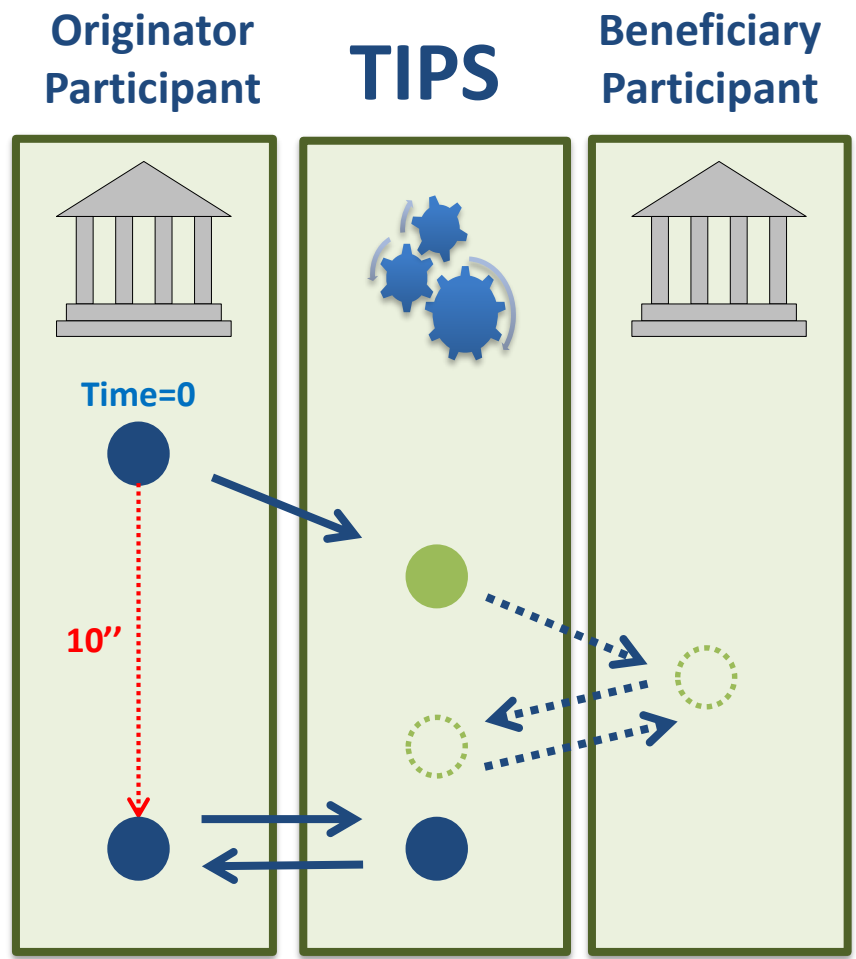 Originator
Participant
TIPS
Beneficiary
Participant
Time=0
10’’